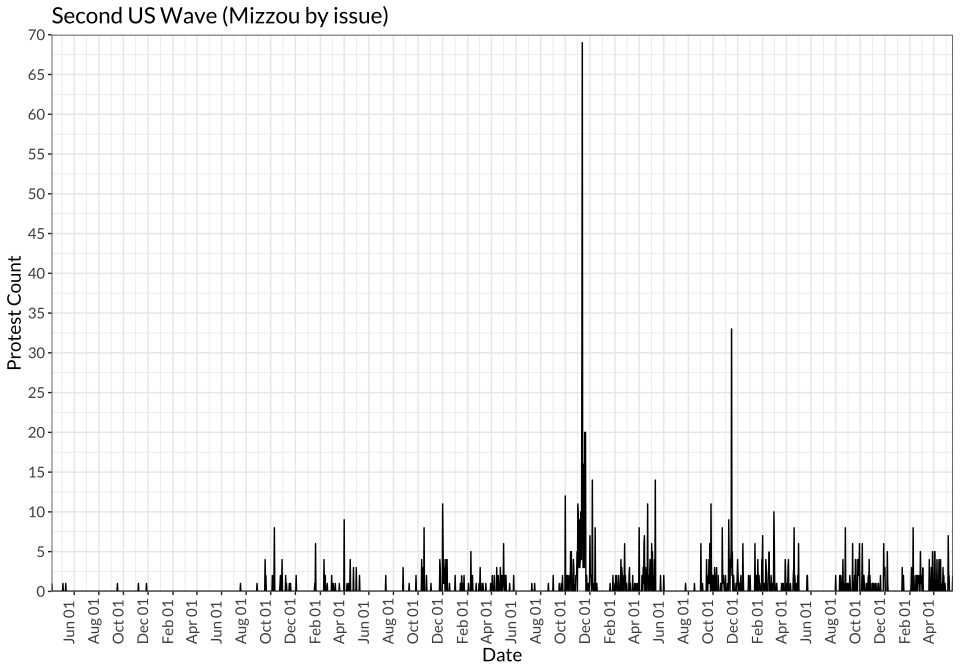 Second US Wave (Mizzou by issue)
70
65
60
55
50
45
40
35
30
25
20
15
10
5
0
Protest Count
Jun 01
Aug 01
Oct 01
Dec 01
Feb 01
Apr 01
Jun 01
Aug 01
Oct 01
Dec 01
Feb 01
Apr 01
Jun 01
Aug 01
Oct 01
Dec 01
Feb 01
Apr 01
Jun 01
Aug 01
Oct 01
Dec 01
Feb 01
Apr 01
Jun 01
Aug 01
Oct 01
Dec 01
Feb 01
Apr 01
Jun 01
Aug 01
Oct 01
Dec 01
Feb 01
Apr 01
Date